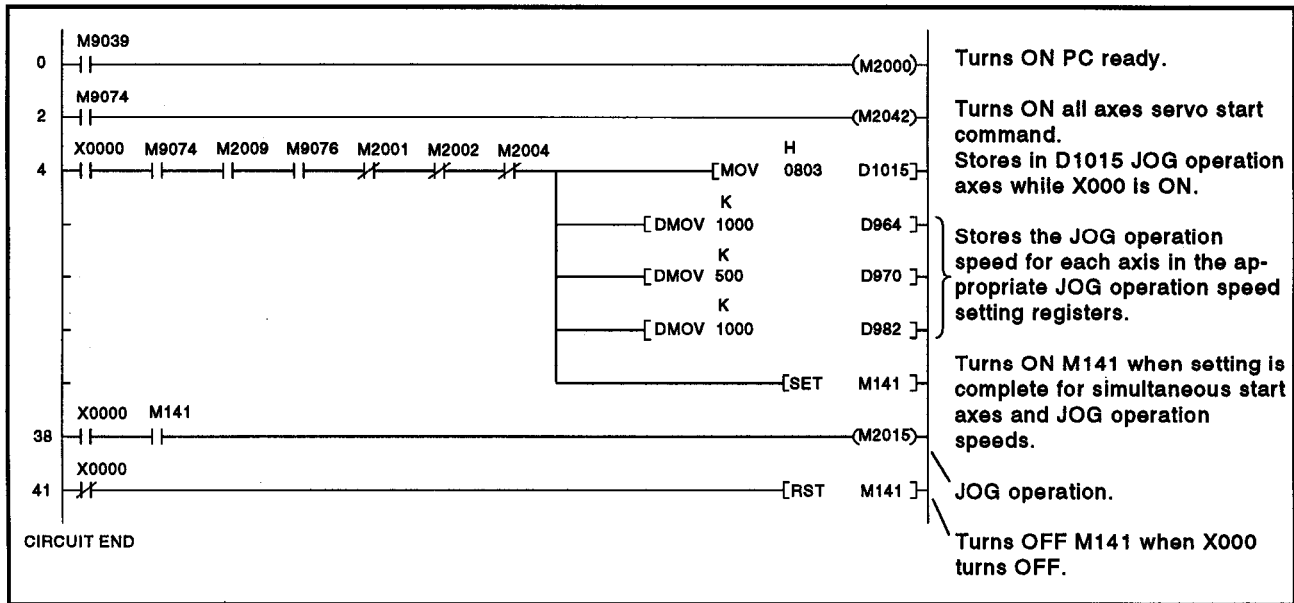 M9039
0 (M2000) Turns ON PC ready.
M9074
2 (M2042) Turns ON all axes servo start
command.
X0000 M9074 M2009 M9076 M2001 M2002 M2004 H
4 [MOV 0803 D1015] Stores in D1015 JOG operation
axes while X000 is ON.
K
[DMOV 1000 D964]
K
[DMOV 500 D970]
K
[DMOV 1000 D982]
Stores the JOG operation
speed for each axis in the ap-
propriate JOG operation speed
setting registers.
[SET M141] Turns ON M141 when setting is
complete for simultaneous start
axes and JOG operation
speeds.
X0000 M141
38 (M2015)
X0000
41 [RST M141] JOG operation.
CIRCUIT END
Turns OFF M141 when X000
turns OFF.